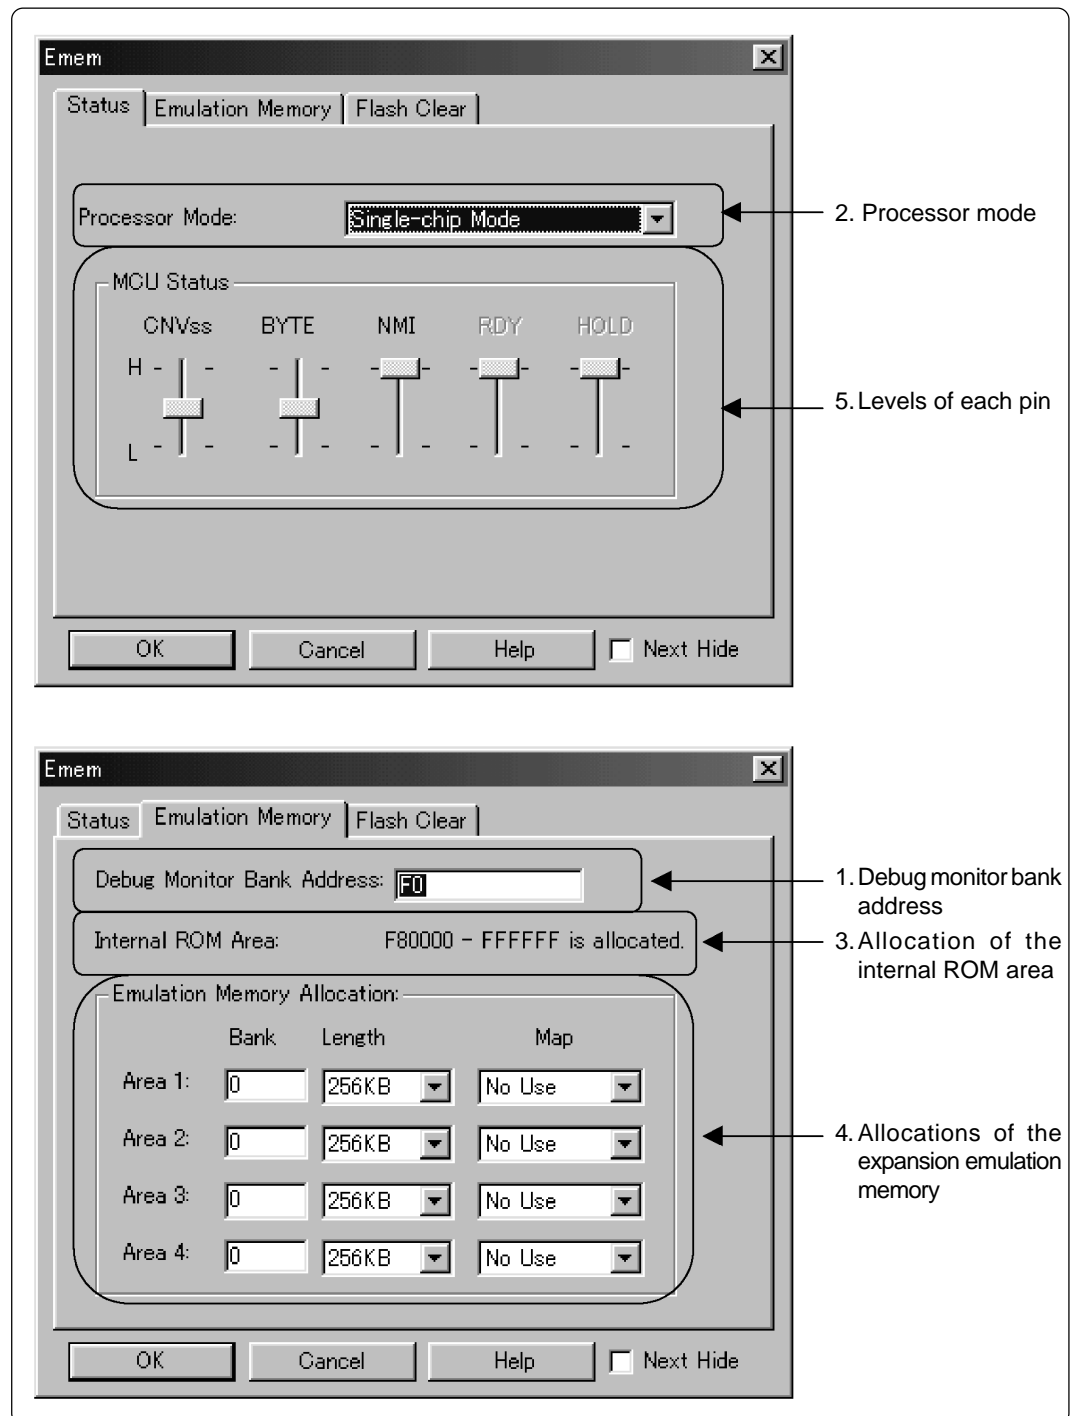 Emem
Status Emulation Memory Flash Clear
Processor Mode: Single-chip Mode
2. Processor mode
MCU Status
CNVss BYTE NMI RDY HOLD
H
L
5. Levels of each pin
OK Cancel Help Next Hide
Emem
Status Emulation Memory Flash Clear
Debug Monitor Bank Address: F0
1. Debug monitor bank
address
Internal ROM Area: F80000 - FFFFFF is allocated.
3. Allocation of the
internal ROM area
Emulation Memory Allocation:
Bank Length Map
Area 1: 0 256KB No Use
Area 2: 0 256KB No Use
4. Allocations of the
expansion emulation
memory
Area 3: 0 256KB No Use
Area 4: 0 256KB No Use
OK Cancel Help Next Hide